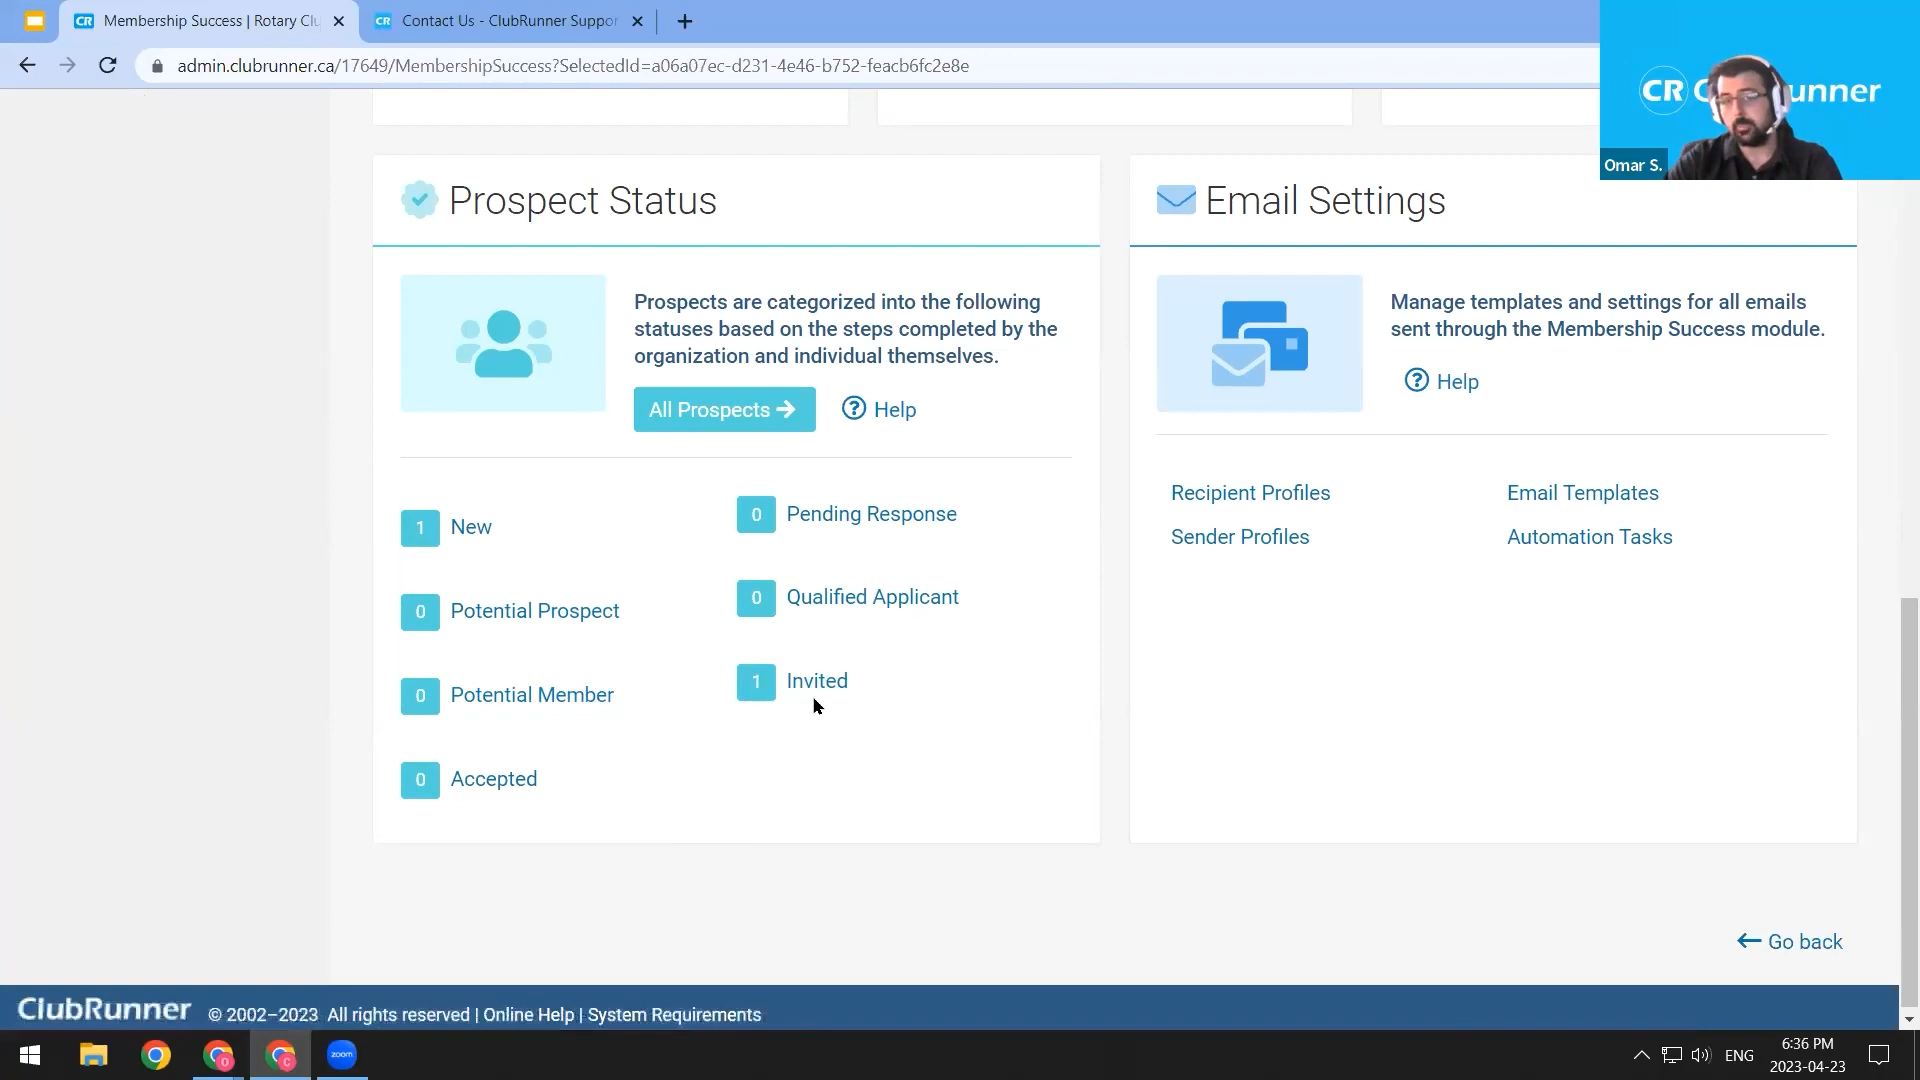 CR Membership Success | Rotary Clu
CR Contact Us - ClubRunner Suppor
admin.clubrunner.ca/17649/MembershipSuccess?SelectedId=a06a07ec-d231-4e46-b752-feacb6fc2e8e
CR C unner
Omar S.
Prospect Status
Prospects are categorized into the following
statuses based on the steps completed by the
organization and individual themselves.
All Prospects
Help
1 New
0 Potential Prospect
0 Potential Member
0 Accepted
0 Pending Response
0 Qualified Applicant
1 Invited
Email Settings
Manage templates and settings for all emails
sent through the Membership Success module.
Help
Recipient Profiles
Sender Profiles
Email Templates
Automation Tasks
Go back
ClubRunner © 2002–2023 All rights reserved | Online Help | System Requirements
O
C
zoom
ENG
6:36 PM
2023-04-23